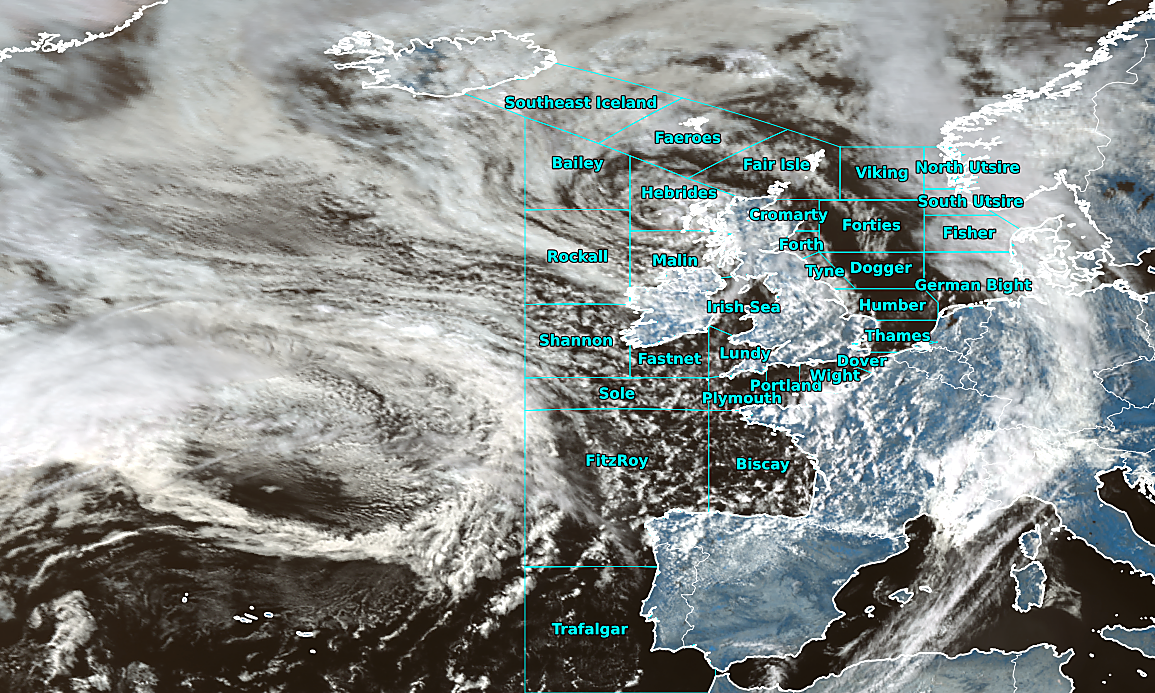 Southeast Iceland
Faeroes
Bailey
Fair Isle
Viking
North Utsire
Hebrides
South Utsire
Cromarty
Forties
Fisher
Forth
Rockall
Malin
Tyne
Dogger
German Bight
Irish Sea
Humber
Thames
Shannon
Fastnet
Lundy
Dover
Wight
Portland
Sole
Plymouth
FitzRoy
Biscay
Trafalgar